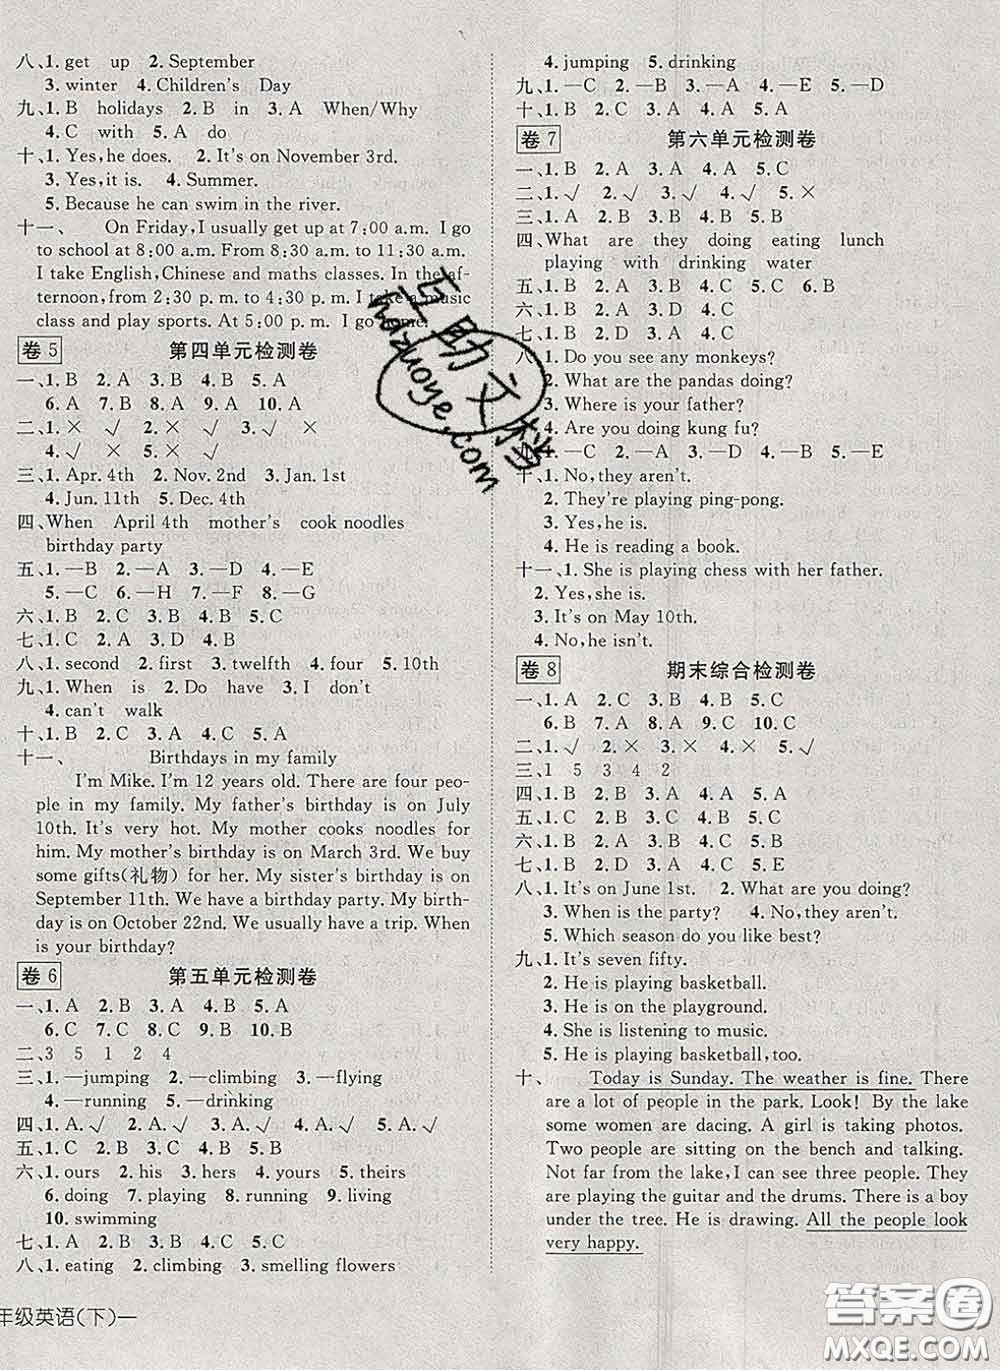 八、1. get up 2. September
3. winter 4. Children's Day
九、1. B holidays 2. B in 3. A When/Why
4. C with 5. A do
十、1. Yes, he does. 2. It's on November 3rd.
3. Yes, it is. 4. Summer.
5. Because he can swim in the river.
十一、 On Friday, I usually get up at 7:00 a.m. I go
to school at 8:00 a.m. From 8:30 a.m. to 11:30 a.m.
I take English, Chinese and maths classes. In the af-
ternoon, from 2:30 p.m. to 4:30 p.m. I take a music
class and play sports. At 5:00 p.m. I go home.
卷5 第四单元检测卷
一、1. B 2. A 3. B 4. B 5. A
6. A 7. B 8. A 9. A 10. A
二、1. × √ 2. × √ 3. √ ×
4. √ × 5. × √
三、1. Apr. 4th 2. Nov. 2nd 3. Jan. 1st
4. Jun. 11th 5. Dec. 4th
四、When April 4th mother's cook noodles
birthday party
五、1. —B 2. —A 3. —D 4. —E
5. —C 6. —H 7. —F 8. —G
六、1. B 2. C 3. A 4. B 5. C
七、1. C 2. A 3. D 4. B
八、1. second 2. first 3. twelfth 4. four 5. 10th
九、1. When is 2. Do have 3. I don't
4. can't walk
十、1. B 2. C 3. A 4. C 5. A
十一、 Birthdays in my family
I'm Mike. I'm 12 years old. There are four peo-
ple in my family. My father's birthday is on July
10th. It's very hot. My mother cooks noodles for
him. My mother's birthday is on March 3rd. We buy
some gifts(礼物) for her. My sister's birthday is on
September 11th. We have a birthday party. My birth-
day is on October 22nd. We usually have a trip. When
is your birthday?
卷6 第五单元检测卷
一、1. A 2. B 3. A 4. B 5. A
6. C 7. C 8. C 9. B 10. B
二、3 5 1 2 4
三、1. —jumping 2. —climbing 3. —flying
4. —running 5. —drinking
四、1. A. √ 2. A. √ 3. A. √ 4. A. √ 5. A. √
五、1. C 2. B 3. A 4. B 5. C
六、1. ours 2. his 3. hers 4. yours 5. theirs
6. doing 7. playing 8. running 9. living
10. swimming
七、1. A 2. B 3. A 4. C 5. C
八、1. eating 2. climbing 3. smelling flowers
年级英语(下)—
4. jumping 5. drinking
九、1. —C 2. —B 3. —A 4. —E 5. —D
十、1. B 2. B 3. A 4. B 5. A
卷7 第六单元检测卷
一、1. B 2. A 3. A 4. A 5. C
二、1. √ 2. × 3. √ 4. √ 5. ×
三、1. A 2. B 3. A 4. B 5. B
四、What are they doing eating lunch
playing with drinking water
五、1. B 2. C 3. A 4. B 5. C 6. B
六、1. B 2. C 3. C 4. B
七、1. B 2. D 3. A 4. C 5. C
八、1. Do you see any monkeys?
2. What are the pandas doing?
3. Where is your father?
4. Are you doing kung fu?
九、1. —C 2. —A 3. —D 4. —B
十、1. No, they aren't.
2. They're playing ping-pong.
3. Yes, he is.
4. He is reading a book.
十一、1. She is playing chess with her father.
2. Yes, she is.
3. It's on May 10th.
4. No, he isn't.
卷8 期末综合检测卷
一、1. A 2. C 3. B 4. B 5. C
6. B 7. A 8. A 9. C 10. C
二、1. √ 2. × 3. × 4. × 5. √
三、1 5 3 4 2
四、1. B 2. B 3. A 4. A 5. A
五、1. C 2. B 3. A 4. B 5. C
六、1. B 2. B 3. A 4. A 5. B
七、1. B 2. A 3. D 4. C 5. E
八、1. It's on June 1st. 2. What are you doing?
3. When is the party? 4. No, they aren't.
5. Which season do you like best?
九、1. It's seven fifty.
2. He is playing basketball.
3. He is on the playground.
4. She is listening to music.
5. He is playing basketball, too.
十、 Today is Sunday. The weather is fine. There
are a lot of people in the park. Look! By the lake
some women are dacing. A girl is taking photos.
Two people are sitting on the bench and talking.
Not far from the lake, I can see three people. They
are playing the guitar and the drums. There is a boy
under the tree. He is drawing. All the people look
very happy.
互助文档
hdzuoye.com
答案圈
MXQE.COM